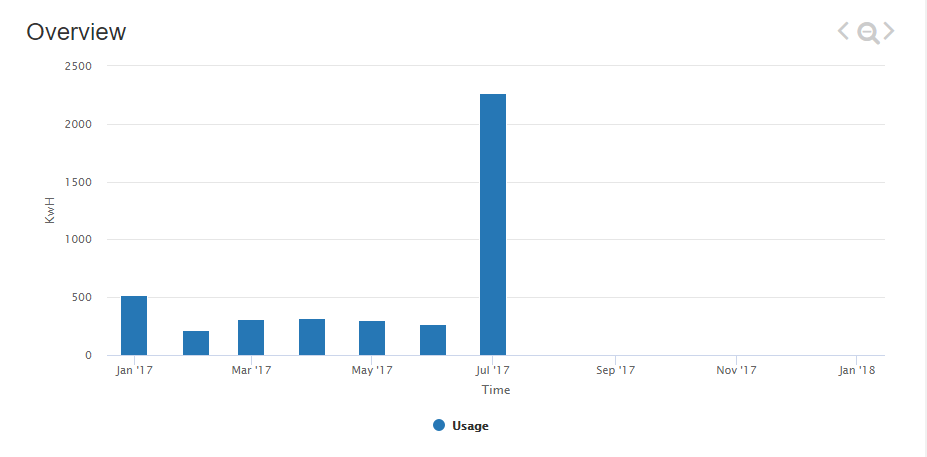 Overview
2500
2000
1500
1000
500
0
KwH
Jan '17 Mar '17 May '17 Jul '17 Sep '17 Nov '17 Jan '18
Time
Usage